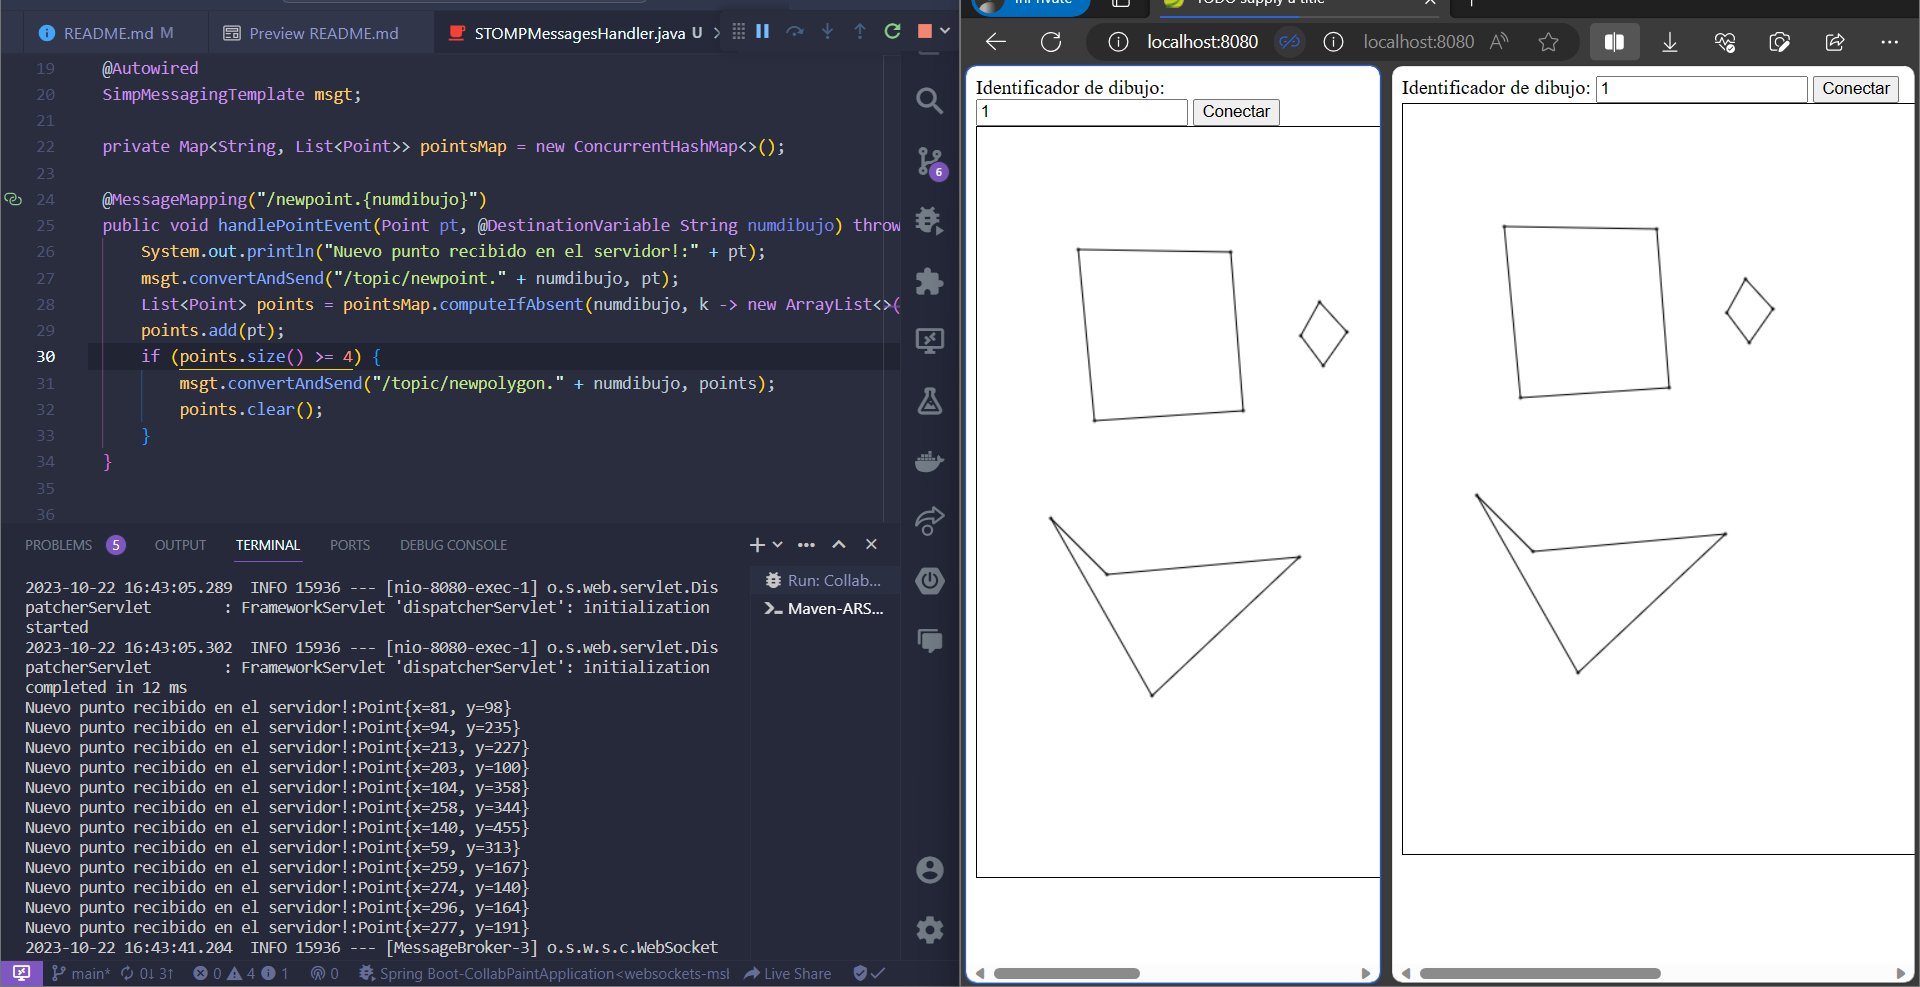 README.md M
Preview README.md
STOMPMessagesHandler.java U
19 @Autowired
20 SimpMessagingTemplate msgt;
21
22 private Map<String, List<Point>> pointsMap = new ConcurrentHashMap<>();
23
24 @MessageMapping("/newpoint.{numdibujo}")
25 public void handlePointEvent(Point pt, @DestinationVariable String numdibujo) throw
26 System.out.println("Nuevo punto recibido en el servidor!:" + pt);
27 msgt.convertAndSend("/topic/newpoint." + numdibujo, pt);
28 List<Point> points = pointsMap.computeIfAbsent(numdibujo, k -> new ArrayList<>(
29 points.add(pt);
30 if (points.size() >= 4) {
31 msgt.convertAndSend("/topic/newpolygon." + numdibujo, points);
32 points.clear();
33 }
34 }
35
36
PROBLEMS 5 OUTPUT TERMINAL PORTS DEBUG CONSOLE
6
Run: Collab...
Maven-ARS...
2023-10-22 16:43:05.289 INFO 15936 --- [nio-8080-exec-1] o.s.web.servlet.Dis
patcherServlet : FrameworkServlet 'dispatcherServlet': initialization
started
2023-10-22 16:43:05.302 INFO 15936 --- [nio-8080-exec-1] o.s.web.servlet.Dis
patcherServlet : FrameworkServlet 'dispatcherServlet': initialization
completed in 12 ms
Nuevo punto recibido en el servidor!:Point{x=81, y=98}
Nuevo punto recibido en el servidor!:Point{x=94, y=235}
Nuevo punto recibido en el servidor!:Point{x=213, y=227}
Nuevo punto recibido en el servidor!:Point{x=203, y=100}
Nuevo punto recibido en el servidor!:Point{x=104, y=358}
Nuevo punto recibido en el servidor!:Point{x=258, y=344}
Nuevo punto recibido en el servidor!:Point{x=140, y=455}
Nuevo punto recibido en el servidor!:Point{x=59, y=313}
Nuevo punto recibido en el servidor!:Point{x=259, y=167}
Nuevo punto recibido en el servidor!:Point{x=274, y=140}
Nuevo punto recibido en el servidor!:Point{x=296, y=164}
Nuevo punto recibido en el servidor!:Point{x=277, y=191}
2023-10-22 16:43:41.204 INFO 15936 --- [MessageBroker-3] o.s.w.s.c.WebSocket
main* 0↓ 3↑ 0 4 1 0 Spring Boot-CollabPaintApplication<websockets-msl Live Share
InPrivate
TODO supply a title
localhost:8080
localhost:8080
Identificador de dibujo:
1 Conectar
Identificador de dibujo: 1 Conectar